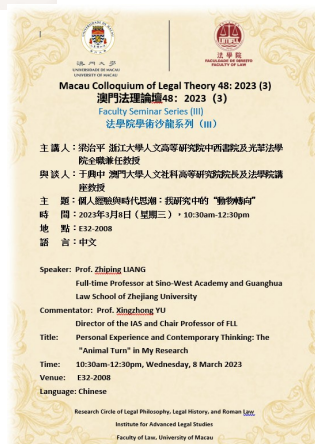 澳門大學
UNIVERSIDADE DE MACAU
UNIVERSITY OF MACAU
法學院
FACULDADE DE DIREITO
FACULTY OF LAW
Macau Colloquium of Legal Theory 48: 2023 (3)
澳門法理論壇48：2023（3）
Faculty Seminar Series (III)
法學院學術沙龍系列（III）
主講人：梁治平 浙江大學人文高等研究院中西書院及光華法學
院全職兼任教授
與談人：于興中 澳門大學人文社科高等研究院院長及法學院講
座教授
主 題：個人經驗與時代思潮：我研究中的“動物轉向”
時 間：2023年3月8日（星期三），10:30am-12:30pm
地 點：E32-2008
語 言：中文
Speaker: Prof. Zhiping LIANG
Full-time Professor at Sino-West Academy and Guanghua
Law School of Zhejiang University
Commentator: Prof. Xingzhong YU
Director of the IAS and Chair Professor of FLL
Title: Personal Experience and Contemporary Thinking: The
"Animal Turn" in My Research
Time: 10:30am-12:30pm, Wednesday, 8 March 2023
Venue: E32-2008
Language: Chinese
Research Circle of Legal Philosophy, Legal History, and Roman Law
Institute for Advanced Legal Studies
Faculty of Law, University of Macau